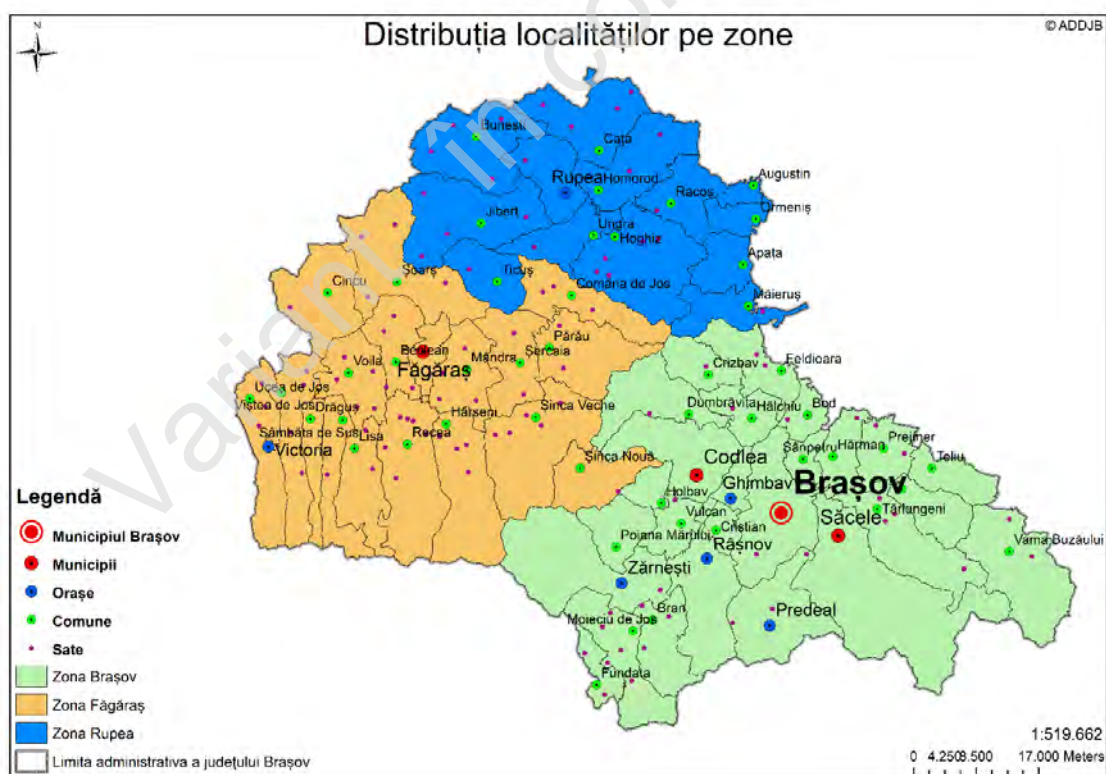 © ADDJB
N
Distribuția localităților pe zone
Bunești
Cața
Rupea
Homorod
Augustin
Racoș
Ormeniș
Jibert
Ungra
Hoghiz
Apața
Ticuș
Șoarș
Cincu
Comăna de Jos
Măieruș
Părău
Beclean
Mândra
Șercaia
Voila
Făgăraș
Crizbav
Feldioara
Ucea de Jos
Viștea de Jos
Drăguș
Hârseni
Șinca Veche
Dumbrăvița
Hălchiu
Bod
Sâmbăta de Sus
Lisa
Recea
Victoria
Sânpetru
Hărman
Prejmer
Teliu
Șinca Nouă
Codlea
Ghimbav
Brașov
Holbav
Vulcan
Cristian
Săcele
Tărlungeni
Poiana Mărului
Râșnov
Vama Buzăului
Zărnești
Bran
Moieciu de Jos
Predeal
Fundata
Legendă
Municipiul Brașov
Municipii
Orașe
Comune
Sate
Zona Brașov
Zona Făgăraș
Zona Rupea
Limita administrativa a județului Brașov
1:519.662
0 4.250 8.500 17.000 Meters